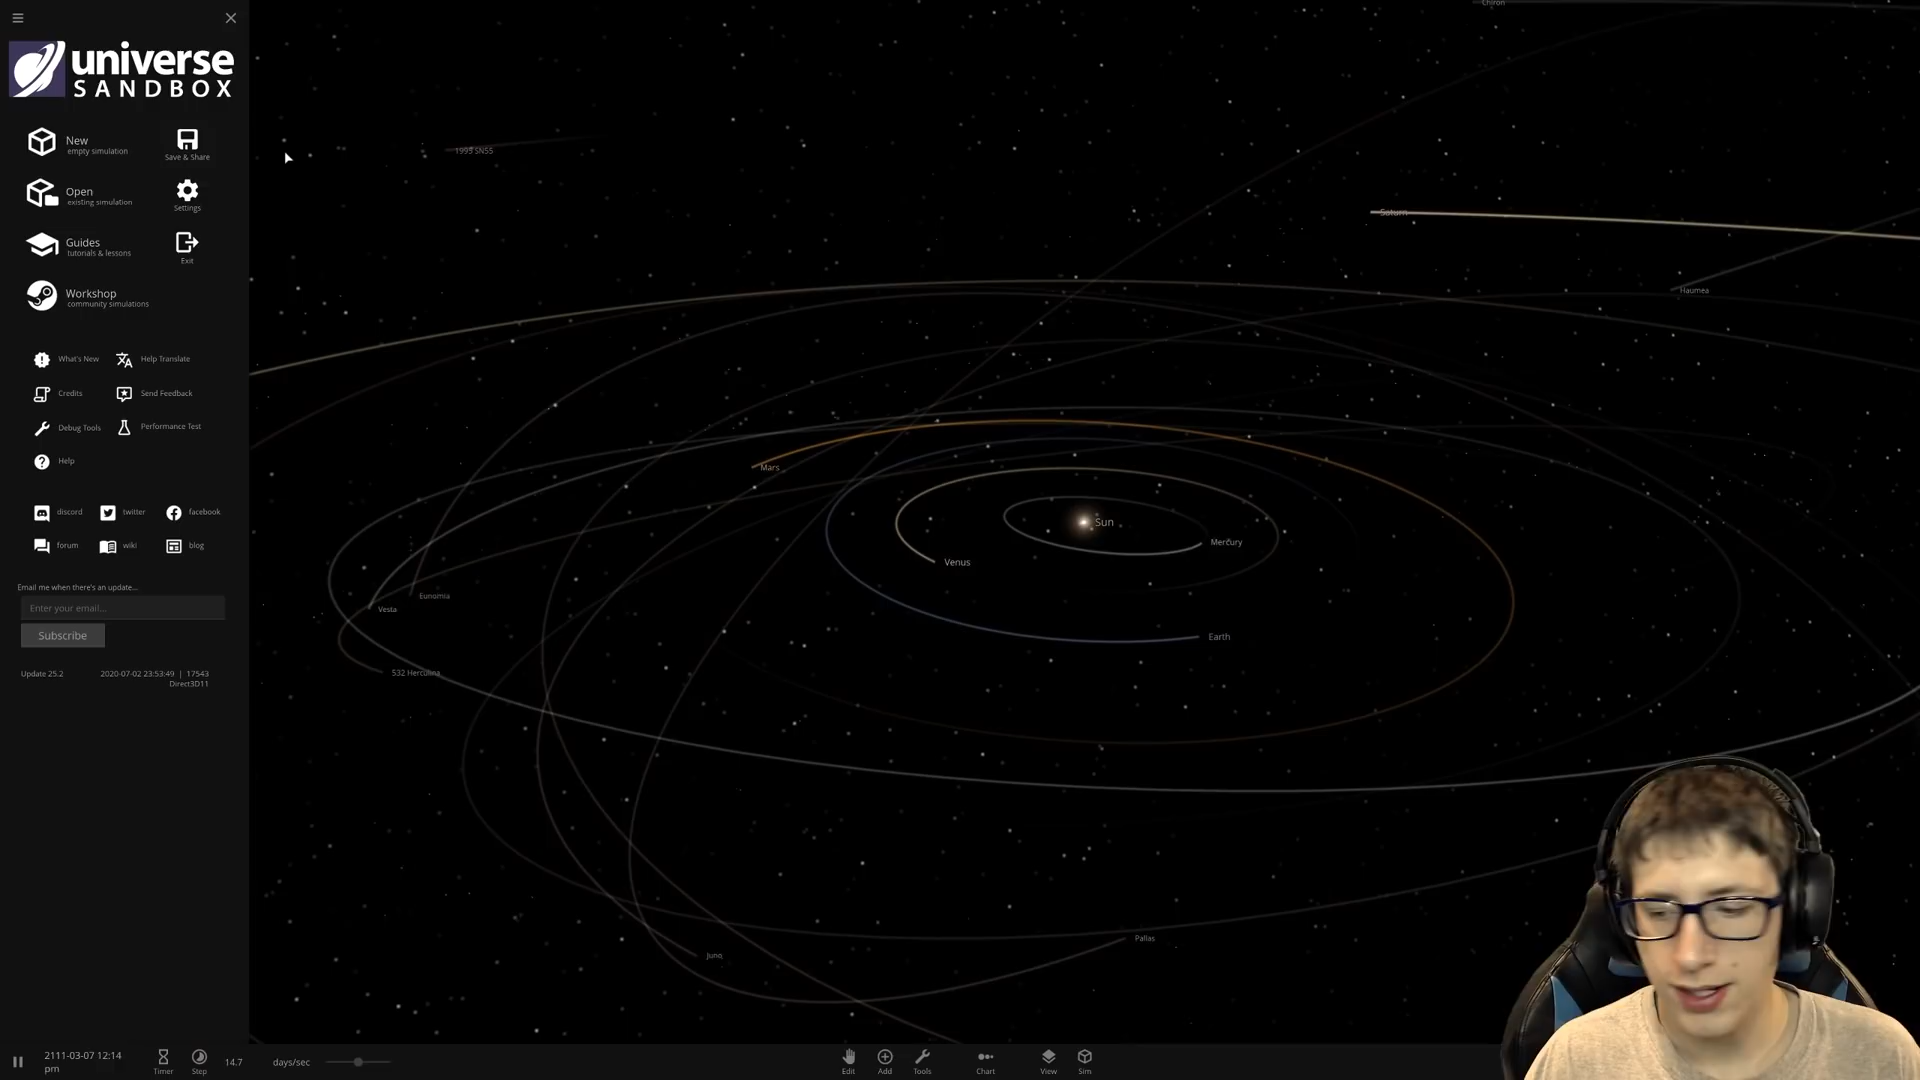 universe
SANDBOX
New
empty simulation
Save & Share
Open
existing simulation
Settings
Guides
tutorials & lessons
Exit
Workshop
community simulations
What's New
Help Translate
Credits
Send Feedback
Debug Tools
Performance Test
Help
discord
twitter
facebook
forum
wiki
blog
Email me when there's an update...
Enter your email...
Subscribe
Update 25.2
2020-07-02 23:53:49 | 17543
Direct3D11
Chiron
1995 SN55
Saturn
Haumea
Mars
Sun
Mercury
Venus
Eunomia
Vesta
Earth
532 Herculina
Pallas
Juno
2111-03-07 12:14
pm
Timer
Step
14.7
days/sec
Edit
Add
Tools
Chart
View
Sim